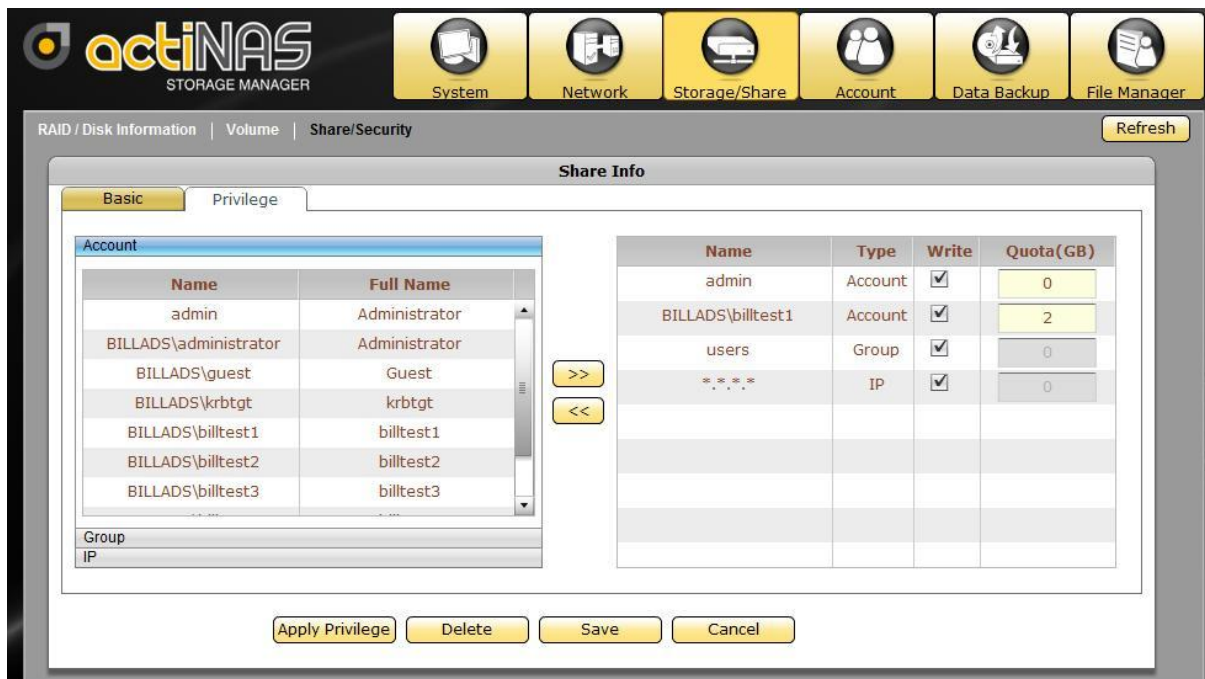 actiNAS
STORAGE MANAGER
System Network Storage/Share Account Data Backup File Manager
RAID / Disk Information | Volume | Share/Security Refresh
Share Info
Basic Privilege
Account
Name Full Name
admin Administrator
BILLADS\administrator Administrator
BILLADS\guest Guest
BILLADS\krbtgt krbtgt
BILLADS\billtest1 billtest1
BILLADS\billtest2 billtest2
BILLADS\billtest3 billtest3
Group
IP
>>
<<
Name Type Write Quota(GB)
admin Account 0
BILLADS\billtest1 Account 2
users Group 0
*.*.*.* IP 0
Apply Privilege Delete Save Cancel